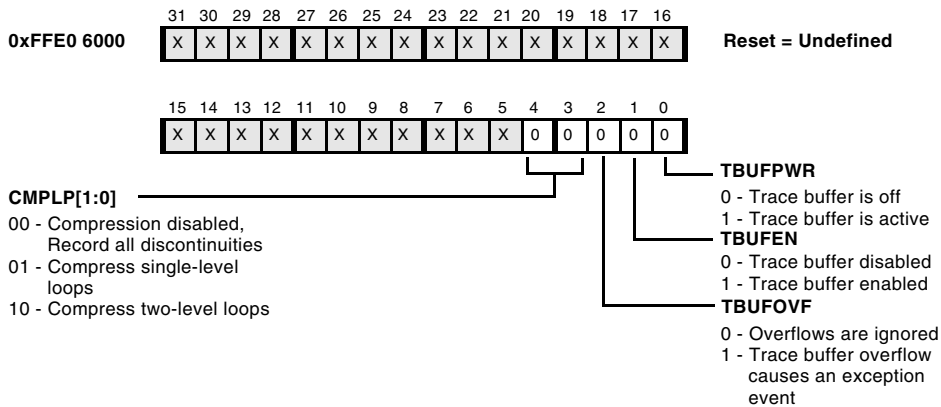 31 30 29 28 27 26 25 24 23 22 21 20 19 18 17 16
0xFFE0 6000 X X X X X X X X X X X X X X X X Reset = Undefined
15 14 13 12 11 10 9 8 7 6 5 4 3 2 1 0
X X X X X X X X X X X 0 0 0 0 0
CMPLP[1:0]
00 - Compression disabled,
Record all discontinuities
01 - Compress single-level
loops
10 - Compress two-level loops
TBUFPWR
0 - Trace buffer is off
1 - Trace buffer is active
TBUFEN
0 - Trace buffer disabled
1 - Trace buffer enabled
TBUFOVF
0 - Overflows are ignored
1 - Trace buffer overflow
causes an exception
event